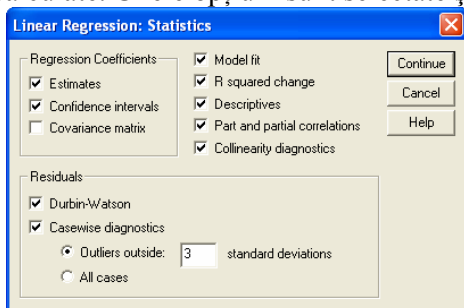 Linear Regression: Statistics
Regression Coefficients
Estimates
Confidence intervals
Covariance matrix
Model fit
R squared change
Descriptives
Part and partial correlations
Collinearity diagnostics
Continue
Cancel
Help
Residuals
Durbin-Watson
Casewise diagnostics
Outliers outside: 3 standard deviations
All cases